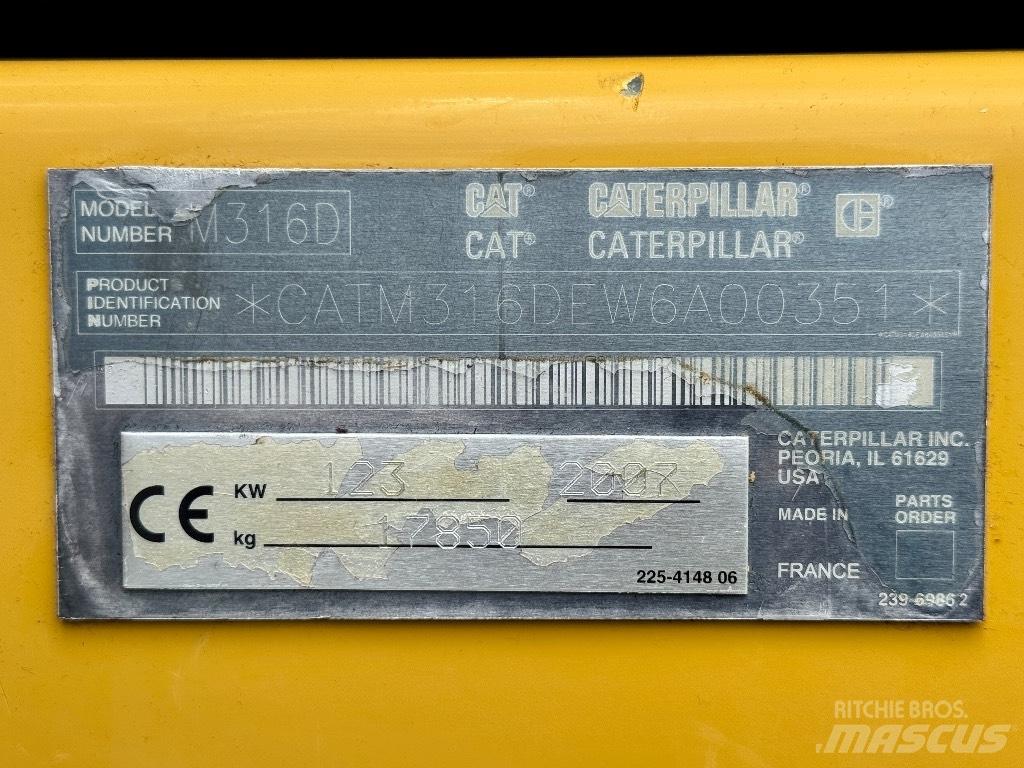 MODEL
NUMBER M316D
CAT® CATERPILLAR®
CAT® CATERPILLAR®
PRODUCT
IDENTIFICATION
NUMBER
*CATM316DFW6A00351*
CATERPILLAR INC.
PEORIA, IL 61629
USA
MADE IN
FRANCE
PARTS
ORDER
239-6986 2
CE
KW 123 2007
kg 17850
225-4148 06
RITCHIE BROS.
MASCUS